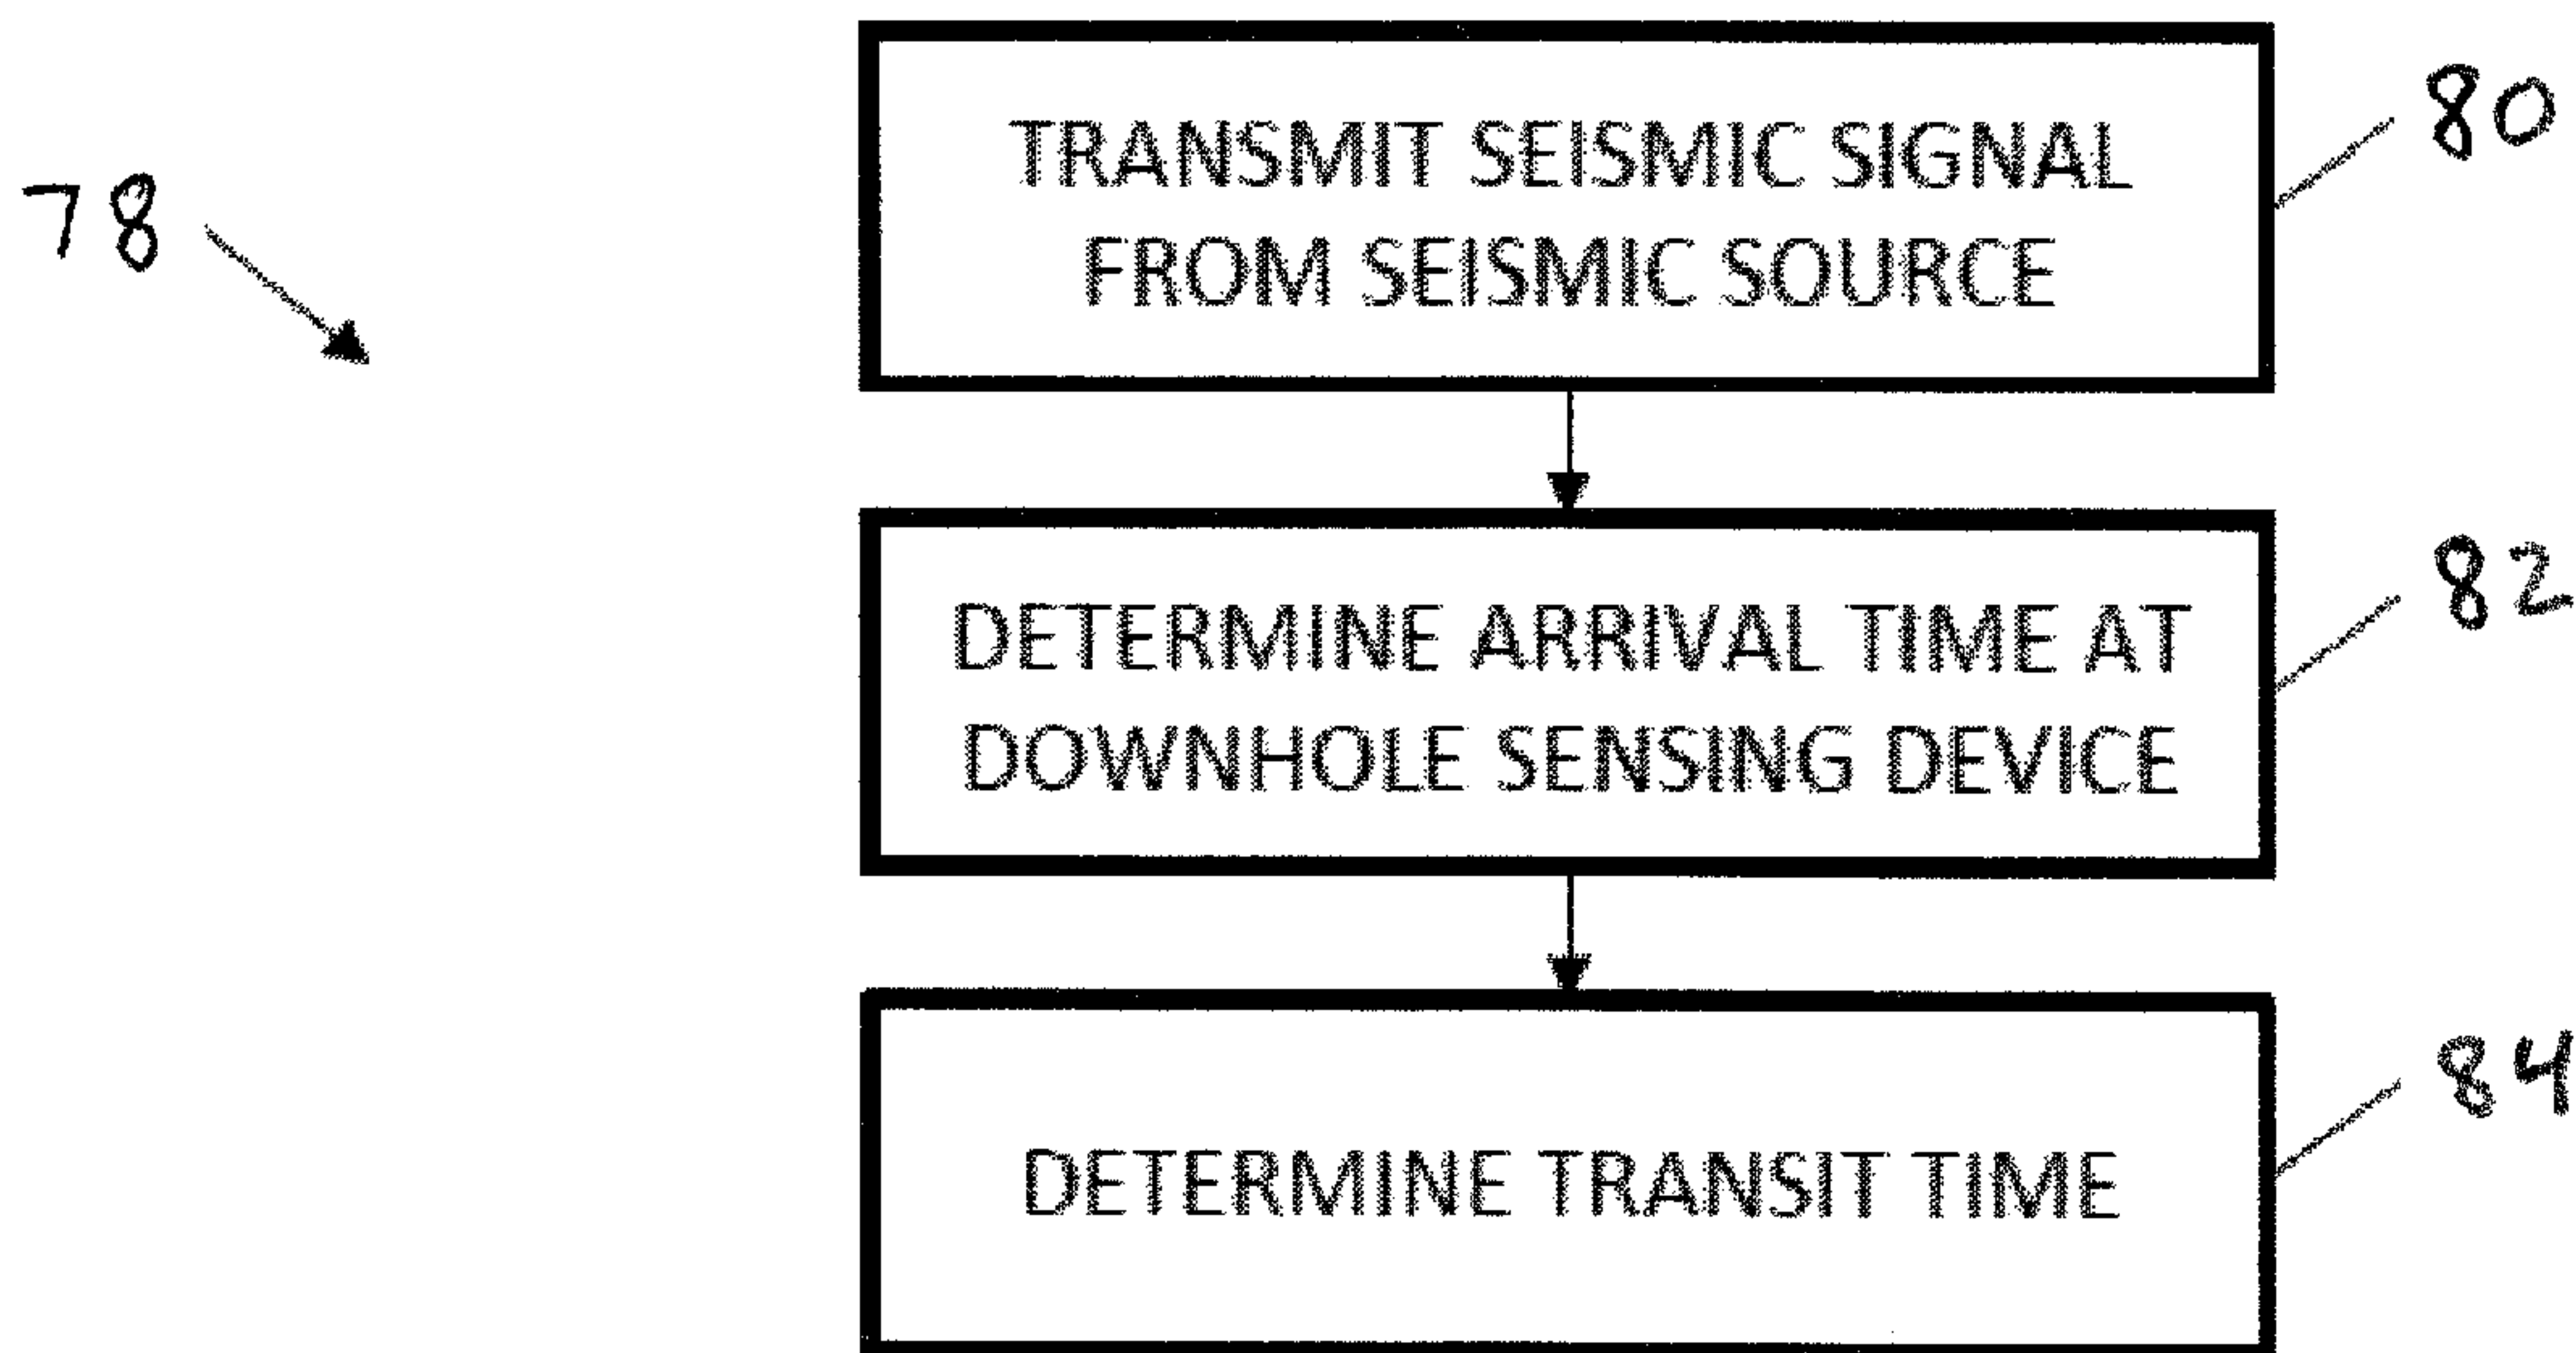 78
TRANSMIT SEISMIC SIGNAL
FROM SEISMIC SOURCE
80
DETERMINE ARRIVAL TIME AT
DOWNHOLE SENSING DEVICE
82
DETERMINE TRANSIT TIME
84